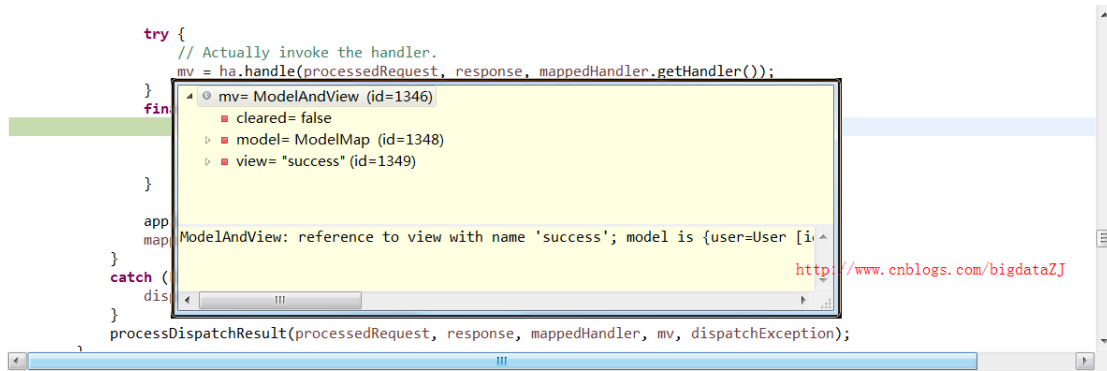 try {
// Actually invoke the handler.
mv = ha.handle(processedRequest, response, mappedHandler.getHandler());
}
mv= ModelAndView (id=1346)
cleared= false
model= ModelMap (id=1348)
view= "success" (id=1349)
}
ModelAndView: reference to view with name 'success'; model is {user=User [i
}
http://www.cnblogs.com/bigdataZJ
catch (
}
processDispatchResult(processedRequest, response, mappedHandler, mv, dispatchException);